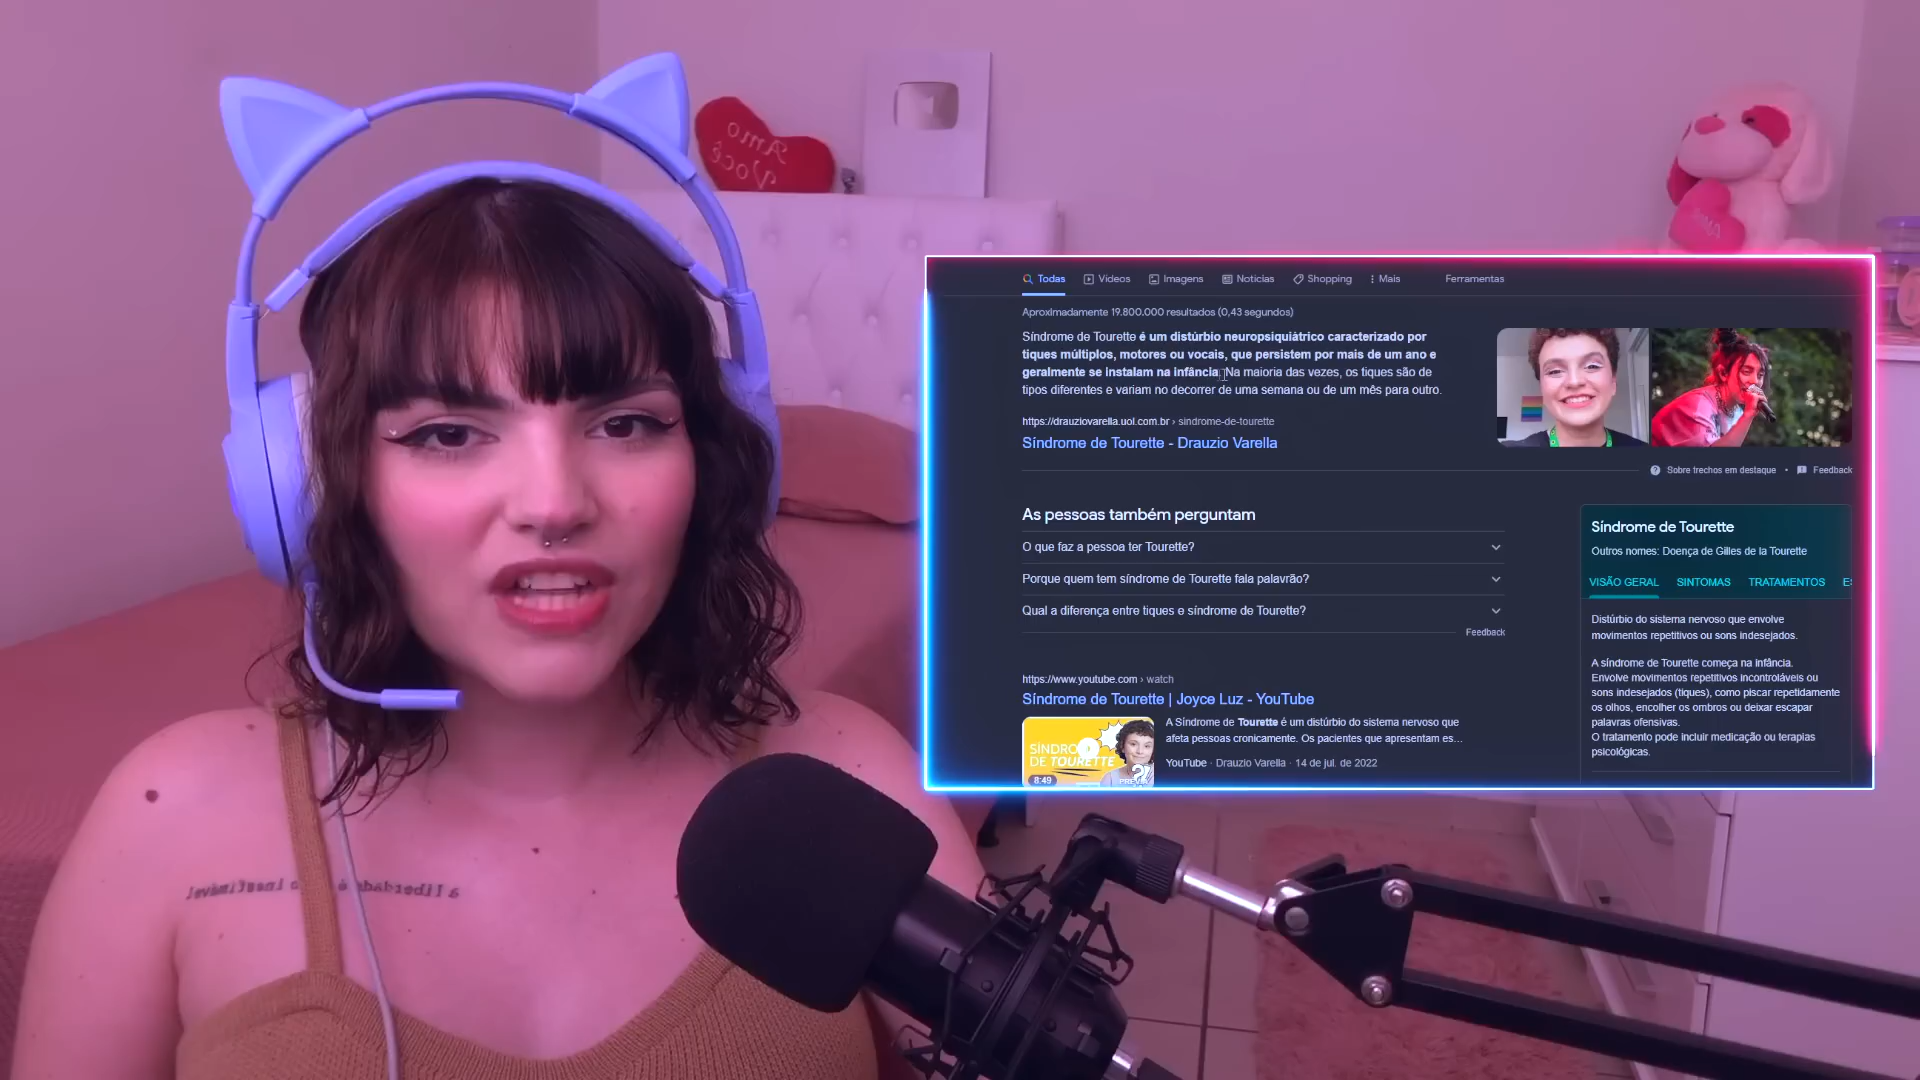 Amo
Você
a liberdade é o inestimável
Todas
Vídeos
Imagens
Notícias
Shopping
Mais
Ferramentas
Aproximadamente 19.800.000 resultados (0,43 segundos)
Síndrome de Tourette é um distúrbio neuropsiquiátrico caracterizado por
tiques múltiplos, motores ou vocais, que persistem por mais de um ano e
geralmente se instalam na infância. Na maioria das vezes, os tiques são de
tipos diferentes e variam no decorrer de uma semana ou de um mês para outro.
https://drauziovarella.uol.com.br › sindrome-de-tourette
Síndrome de Tourette - Drauzio Varella
Sobre trechos em destaque • Feedback
As pessoas também perguntam
O que faz a pessoa ter Tourette?
Porque quem tem síndrome de Tourette fala palavrão?
Qual a diferença entre tiques e síndrome de Tourette?
Feedback
https://www.youtube.com › watch
Síndrome de Tourette | Joyce Luz - YouTube
SÍNDRO
DE TOURETTE
8:49
A Síndrome de Tourette é um distúrbio do sistema nervoso que
afeta pessoas cronicamente. Os pacientes que apresentam es...
YouTube · Drauzio Varella · 14 de jul. de 2022
Síndrome de Tourette
Outros nomes: Doença de Gilles de la Tourette
VISÃO GERAL
SINTOMAS
TRATAMENTOS
Distúrbio do sistema nervoso que envolve
movimentos repetitivos ou sons indesejados.
A síndrome de Tourette começa na infância.
Envolve movimentos repetitivos incontroláveis ou
sons indesejados (tiques), como piscar repetidamente
os olhos, encolher os ombros ou deixar escapar
palavras ofensivas.
O tratamento pode incluir medicação ou terapias
psicológicas.